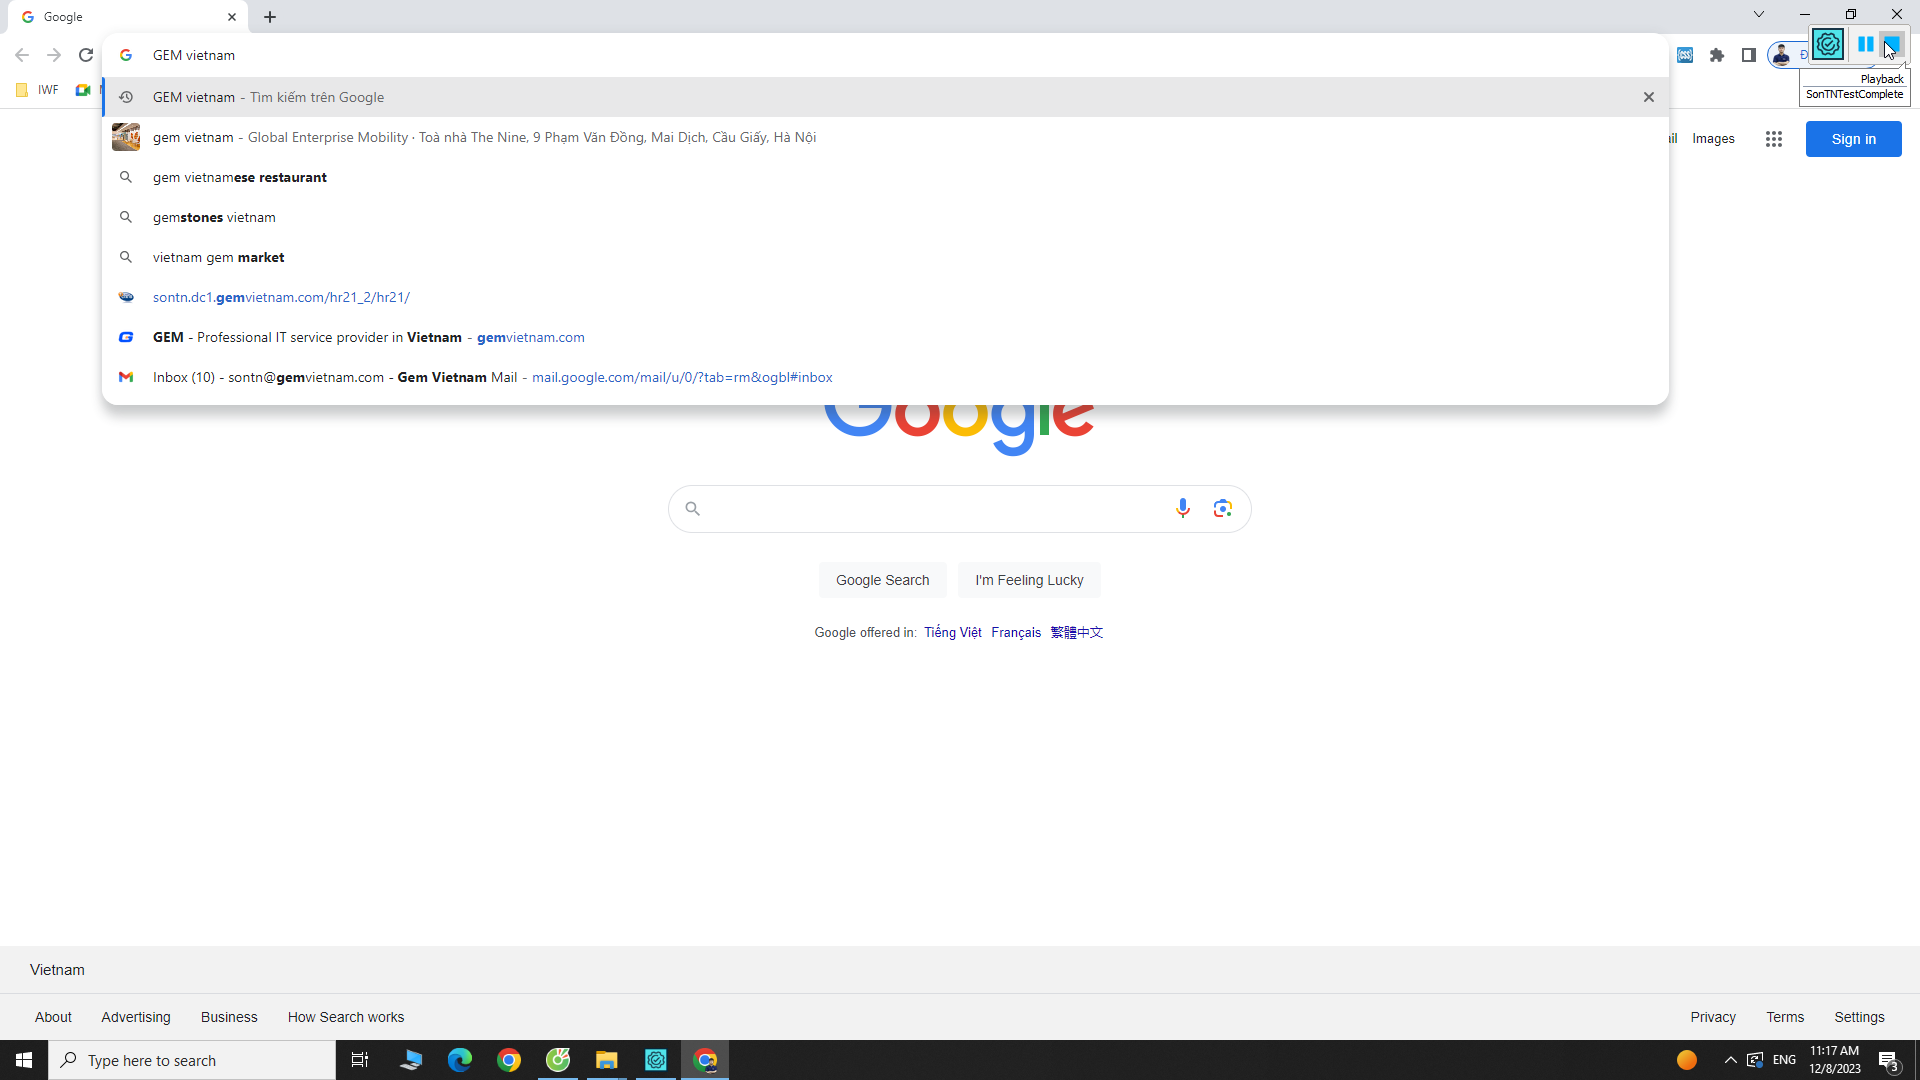 Google
GEM vietnam
IWF
Playback
SonTNTestComplete
GEM vietnam - Tìm kiếm trên Google
gem vietnam - Global Enterprise Mobility · Toà nhà The Nine, 9 Phạm Văn Đồng, Mai Dịch, Cầu Giấy, Hà Nội
Images
Sign in
gem vietnamese restaurant
gemstones vietnam
vietnam gem market
sontn.dc1.gemvietnam.com/hr21_2/hr21/
GEM - Professional IT service provider in Vietnam - gemvietnam.com
Inbox (10) - sontn@gemvietnam.com - Gem Vietnam Mail - mail.google.com/mail/u/0/?tab=rm&ogbl#inbox
Google
Google Search I'm Feeling Lucky
Google offered in: Tiếng Việt Français 繁體中文
Vietnam
About Advertising Business How Search works Privacy Terms Settings
Type here to search
ENG
11:17 AM
12/8/2023
3